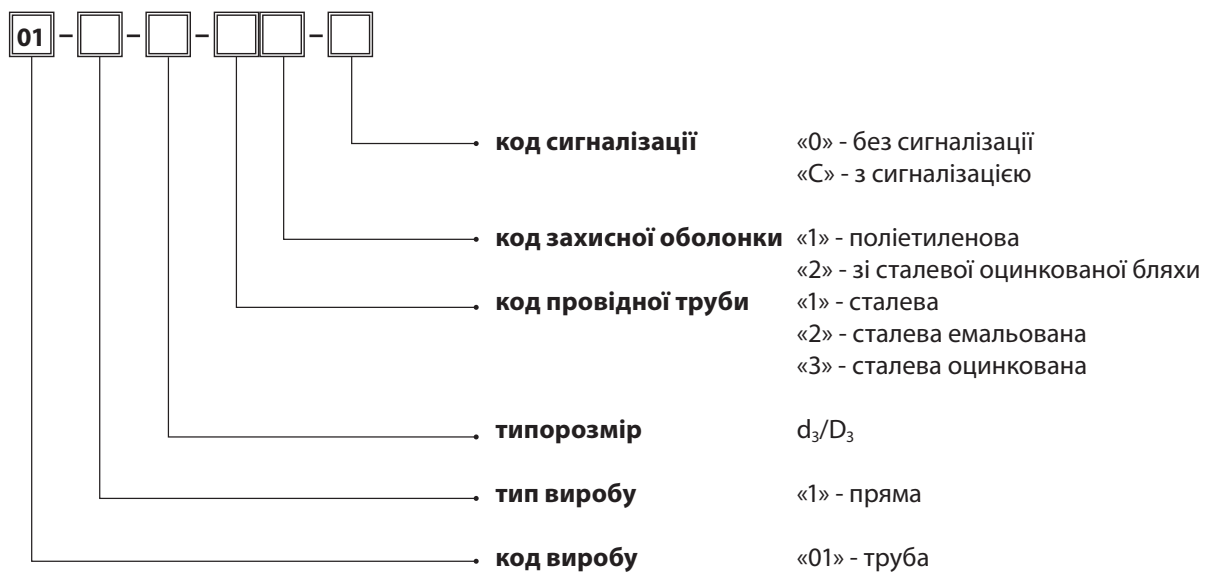 01 – – – –
код сигналізації «0» - без сигналізації
«С» - з сигналізацією
код захисної оболонки «1» - поліетиленова
«2» - зі сталевої оцинкованої бляхи
код провідної труби «1» - сталева
«2» - сталева емальована
«3» - сталева оцинкована
типорозмір d₃/D₃
тип виробу «1» - пряма
код виробу «01» - труба